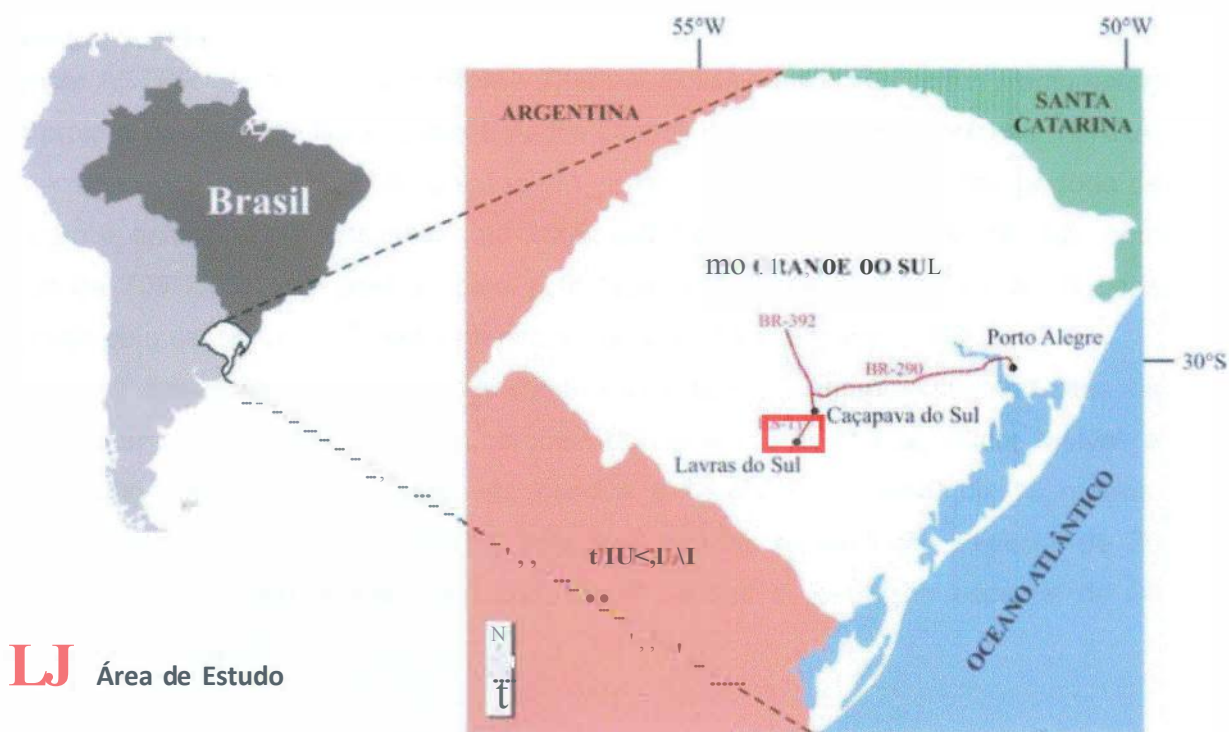 55°W
50°W
ARGENTINA
SANTA
CATARINA
Brasil
BR-392
Porto Alegre
BR-290
30°S
Caçapava do Sul
Lavras do Sul
OCEANO ATLÂNTICO
N
Área de Estudo